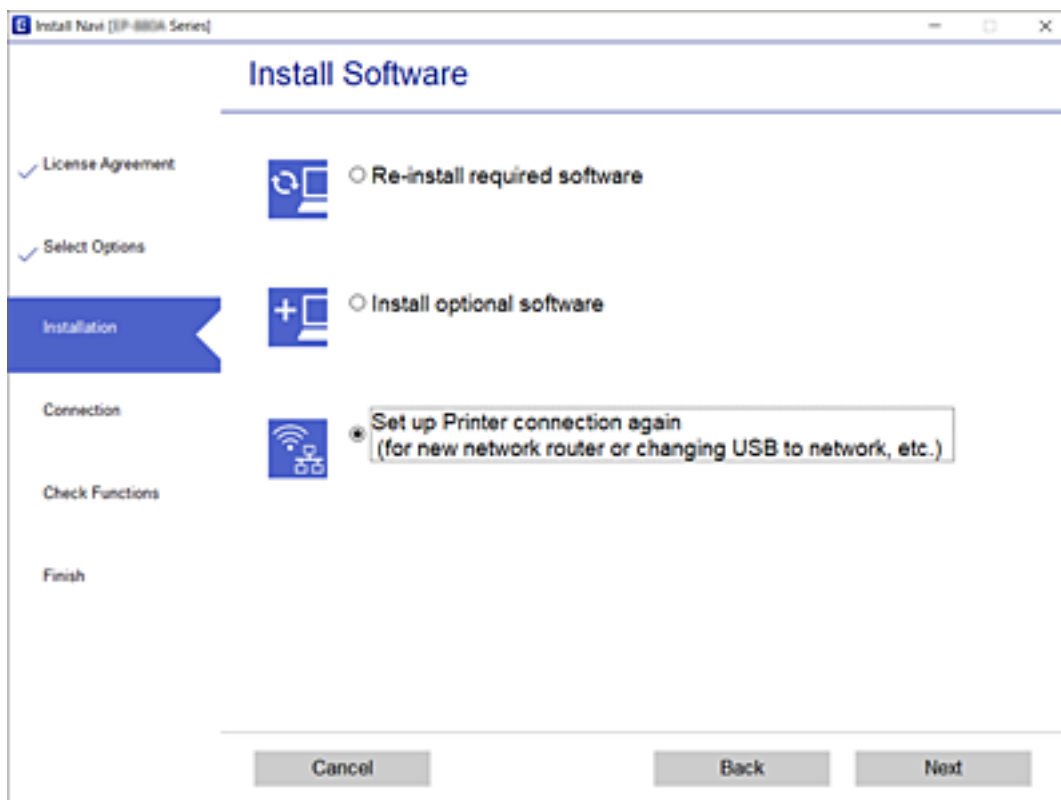 Install Navi [EP-880A Series]
Install Software
License Agreement
Select Options
Installation
Connection
Check Functions
Finish
Re-install required software
Install optional software
Set up Printer connection again
(for new network router or changing USB to network, etc.)
Cancel
Back
Next